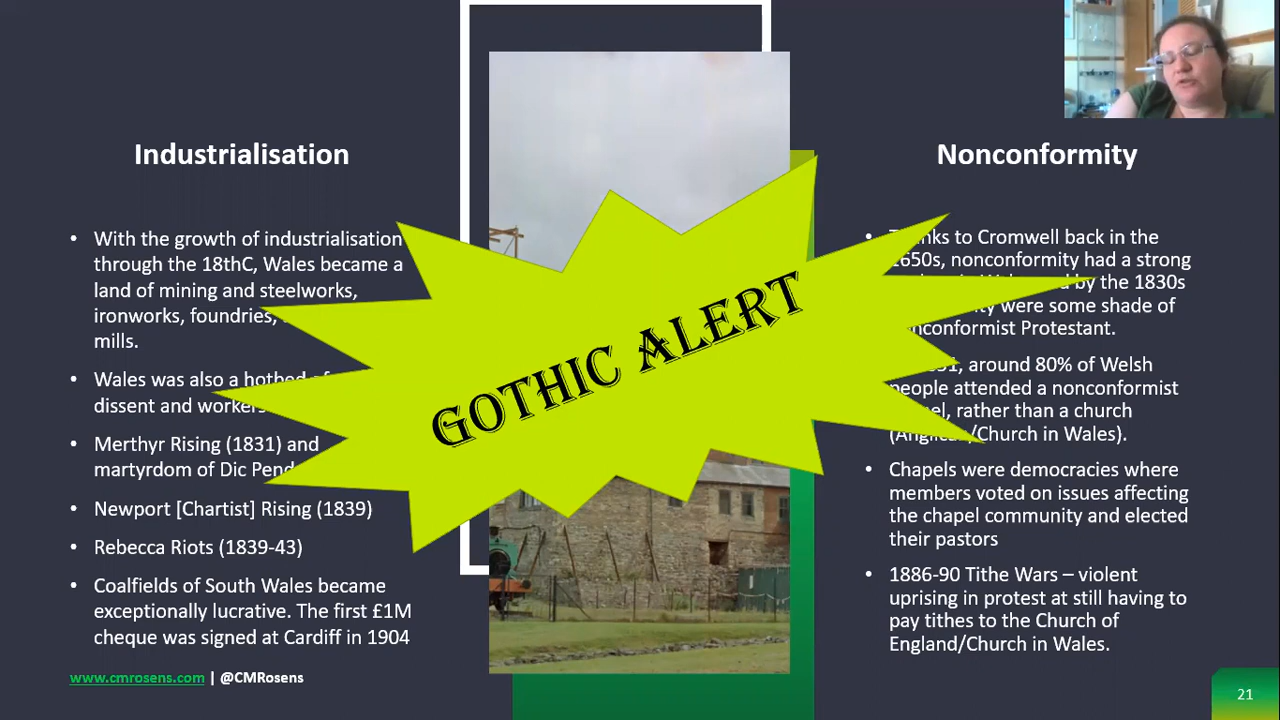 Industrialisation
• With the growth of industrialisation
through the 18thC, Wales became a
land of mining and steelworks,
ironworks, foundries,
mills.
• Wales was also a hotbed of
dissent and workers
• Merthyr Rising (1831) and
martyrdom of Dic
• Newport [Chartist] Rising (1839)
• Rebecca Riots (1839-43)
• Coalfields of South Wales became
exceptionally lucrative. The first £1M
cheque was signed at Cardiff in 1904
www.cmrosens.com | @CMRosens
GOTHIC ALERT
Nonconformity
• Thanks to Cromwell back in the
1650s, nonconformity had a strong
by the 1830s
were some shade of
nonconformist Protestant.
• around 80% of Welsh
people attended a nonconformist
chapel, rather than a church
(Anglican/Church in Wales).
• Chapels were democracies where
members voted on issues affecting
the chapel community and elected
their pastors
• 1886-90 Tithe Wars – violent
uprising in protest at still having to
pay tithes to the Church of
England/Church in Wales.
21